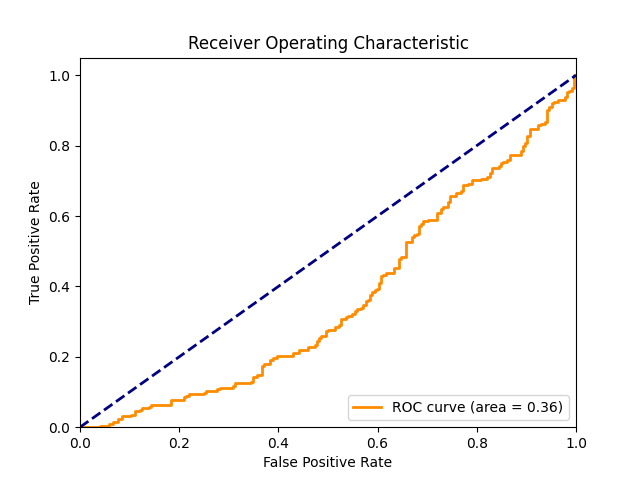 Receiver Operating Characteristic
1.0
0.8
0.6
0.4
0.2
0.0
True Positive Rate
ROC curve (area = 0.36)
0.0 0.2 0.4 0.6 0.8 1.0
False Positive Rate